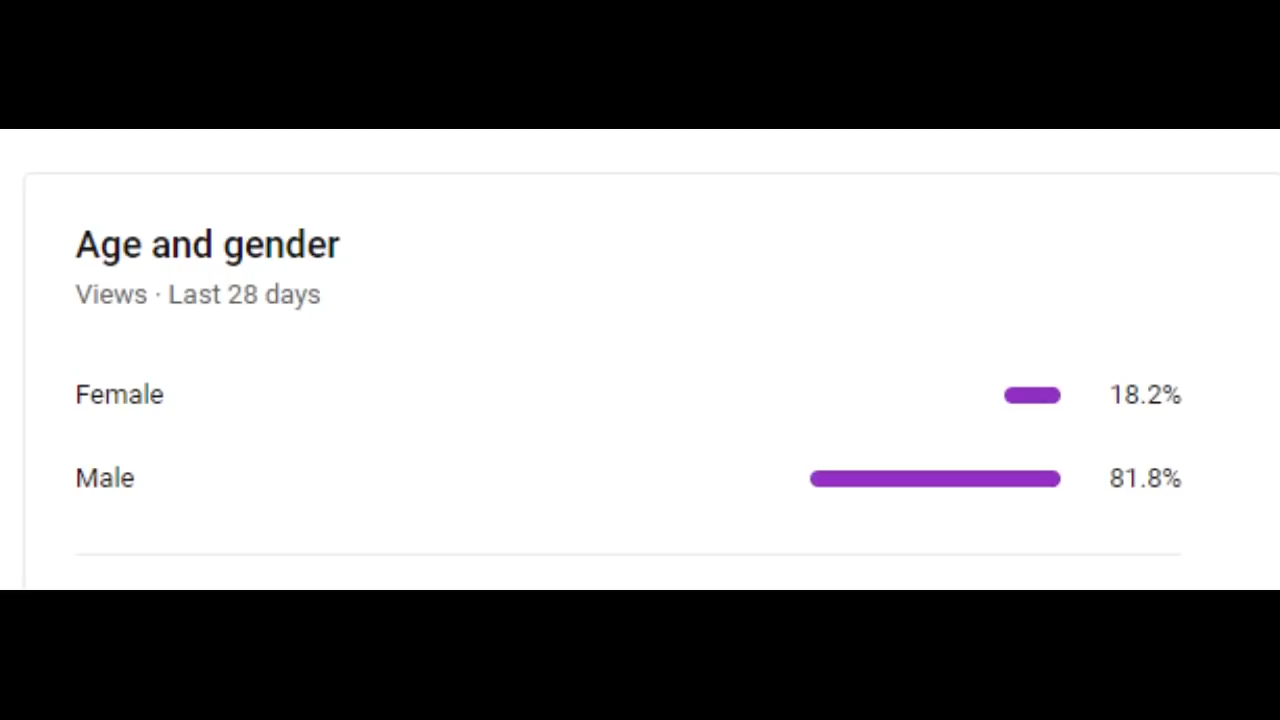 Age and gender
Views · Last 28 days
Female 18.2%
Male 81.8%